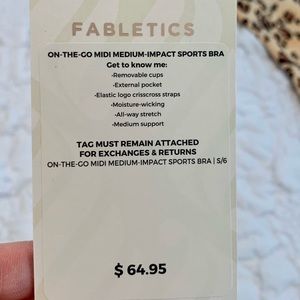 FABLETICS
ON-THE-GO MIDI MEDIUM-IMPACT SPORTS BRA
Get to know me:
•Removable cups
•External pocket
•Elastic logo crisscross straps
•Moisture-wicking
•All-way stretch
•Medium support
TAG MUST REMAIN ATTACHED
FOR EXCHANGES & RETURNS
ON-THE-GO MIDI MEDIUM-IMPACT SPORTS BRA | S/6
$ 64.95